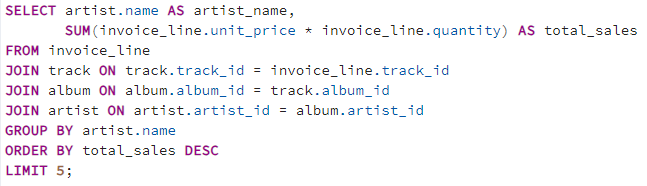 SELECT artist.name AS artist_name,
       SUM(invoice_line.unit_price * invoice_line.quantity) AS total_sales
FROM invoice_line
JOIN track ON track.track_id = invoice_line.track_id
JOIN album ON album.album_id = track.album_id
JOIN artist ON artist.artist_id = album.artist_id
GROUP BY artist.name
ORDER BY total_sales DESC
LIMIT 5;